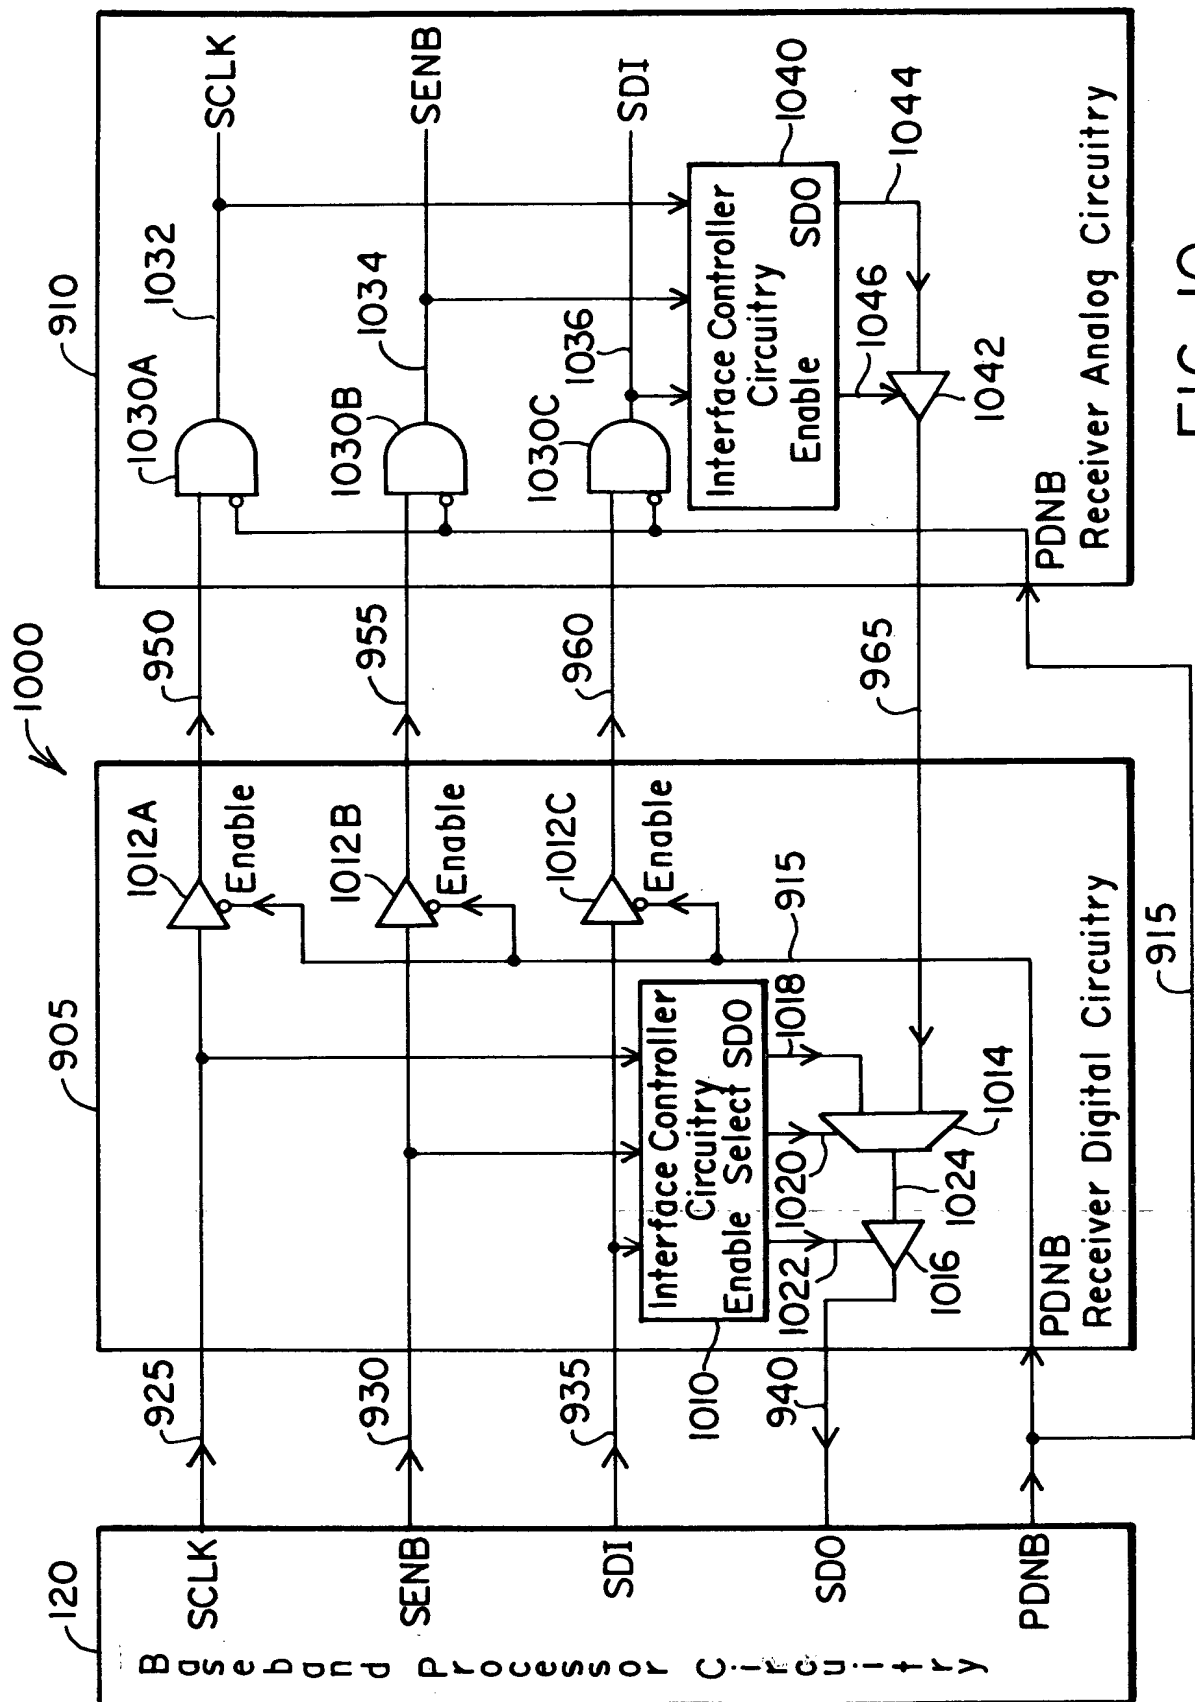 1000
120
Baseband Processor Circuitry
SCLK
SENB
SDI
SDO
PDNB
925
930
935
940
905
1012A
Enable
1012B
Enable
1012C
Enable
915
Interface Controller
Circuitry
Enable Select SDO
1010
1018
1020
1022
1014
1024
1016
PDNB
Receiver Digital Circuitry
950
955
960
965
915
910
1030A
1032
SCLK
1030B
1034
SENB
1030C
1036
SDI
Interface Controller
Circuitry
Enable SDO
1040
1044
1046
1042
PDNB
Receiver Analog Circuitry